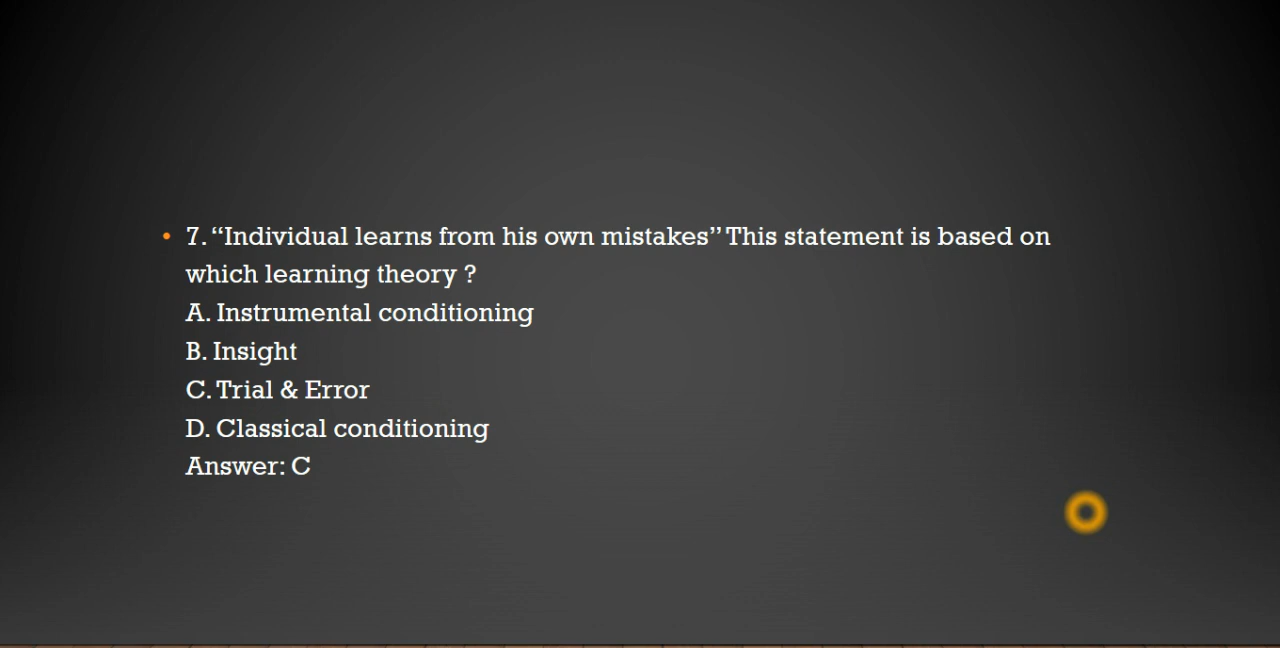 • 7. “Individual learns from his own mistakes” This statement is based on
which learning theory ?
A. Instrumental conditioning
B. Insight
C. Trial & Error
D. Classical conditioning
Answer: C